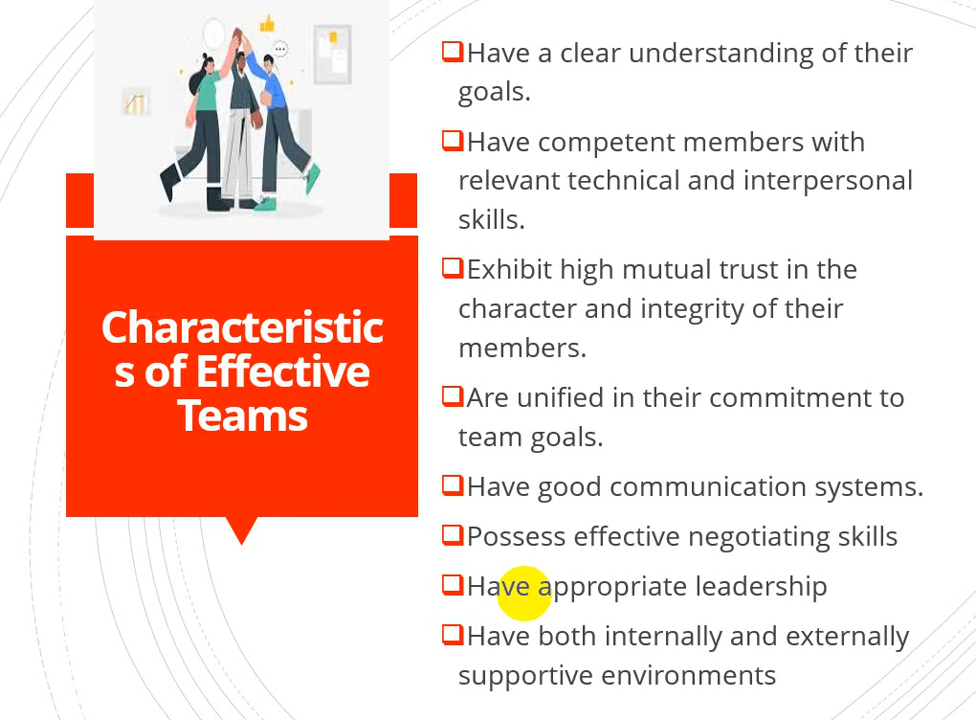 Characteristic
s of Effective
Teams
Have a clear understanding of their
goals.
Have competent members with
relevant technical and interpersonal
skills.
Exhibit high mutual trust in the
character and integrity of their
members.
Are unified in their commitment to
team goals.
Have good communication systems.
Possess effective negotiating skills
Have appropriate leadership
Have both internally and externally
supportive environments